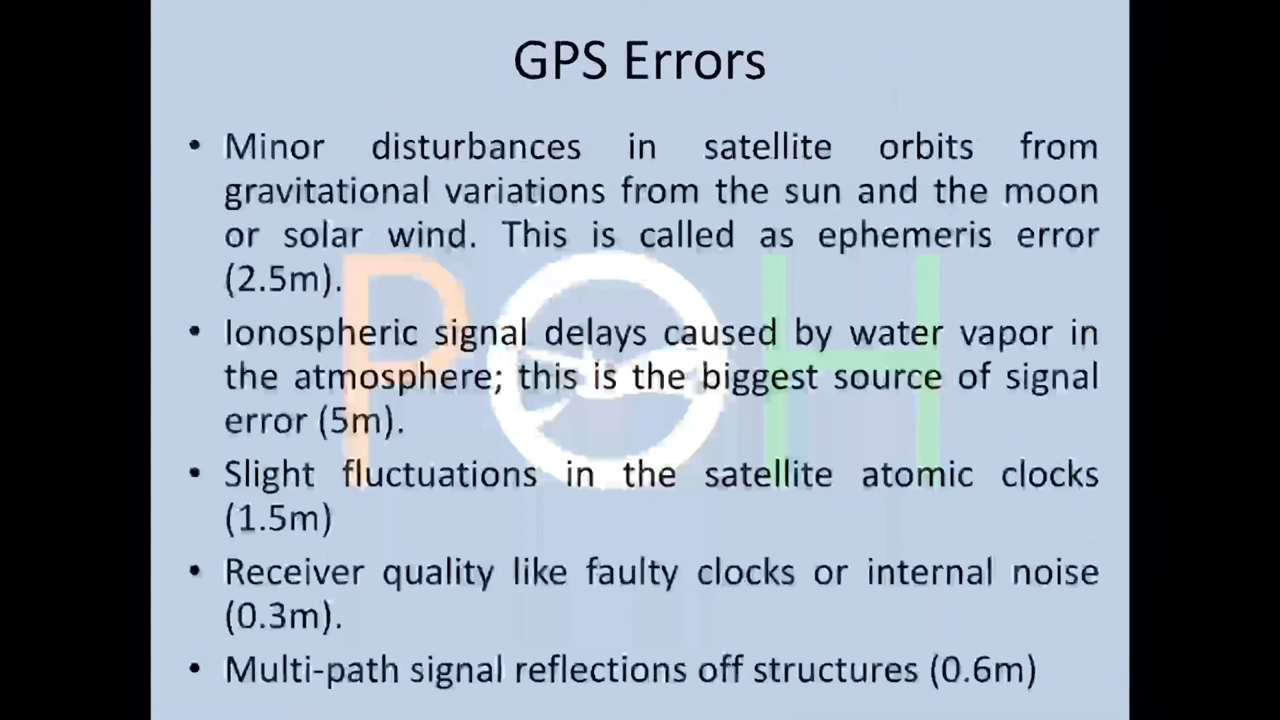 GPS Errors
• Minor disturbances in satellite orbits from
gravitational variations from the sun and the moon
or solar wind. This is called as ephemeris error
(2.5m).
• Ionospheric signal delays caused by water vapor in
the atmosphere; this is the biggest source of signal
error (5m).
• Slight fluctuations in the satellite atomic clocks
(1.5m)
• Receiver quality like faulty clocks or internal noise
(0.3m).
• Multi-path signal reflections off structures (0.6m)
P H